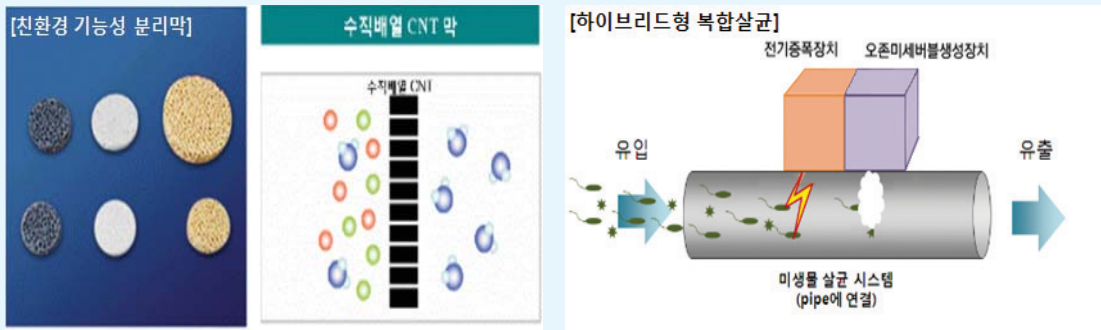 [친환경 기능성 분리막]
수직배열 CNT 막
수직배열 CNT
[하이브리드형 복합살균]
전기증폭장치
오존미세버블생성장치
유입
유출
미생물 살균 시스템
(pipe에 연결)